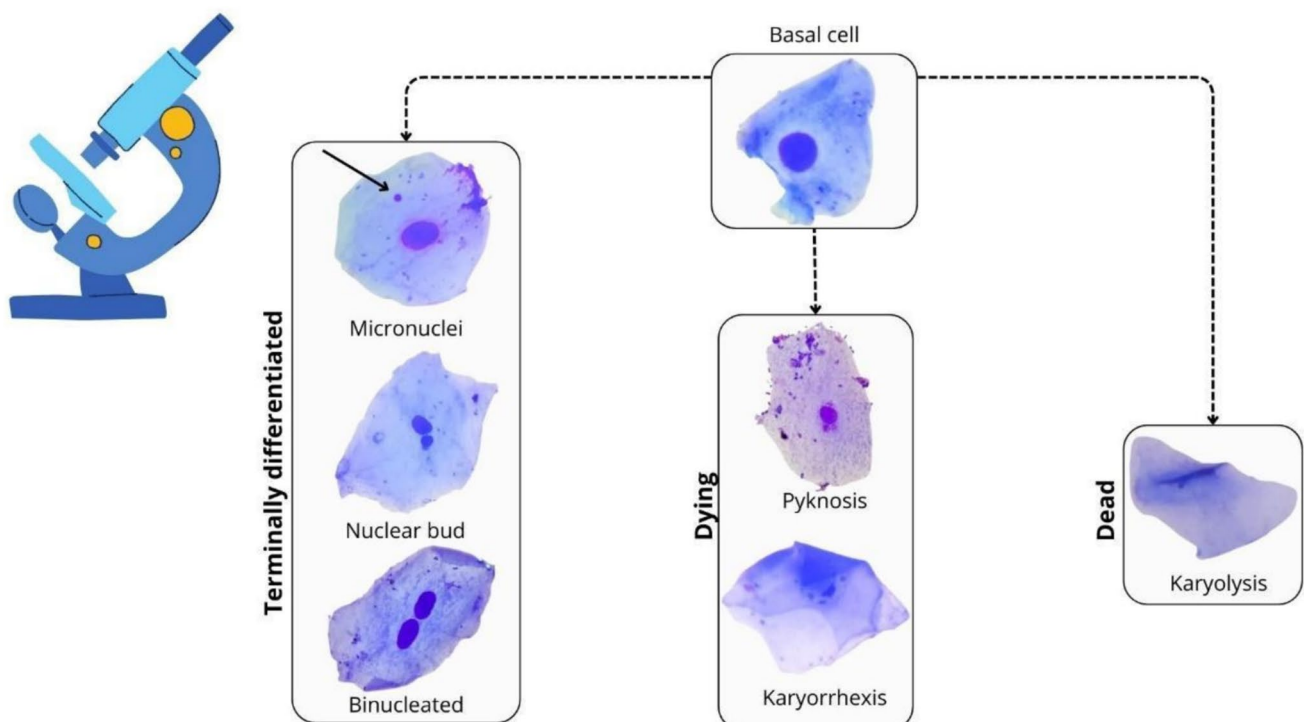 Basal cell
Terminally differentiated
Micronuclei
Nuclear bud
Binucleated
Dying
Pyknosis
Karyorrhexis
Dead
Karyolysis